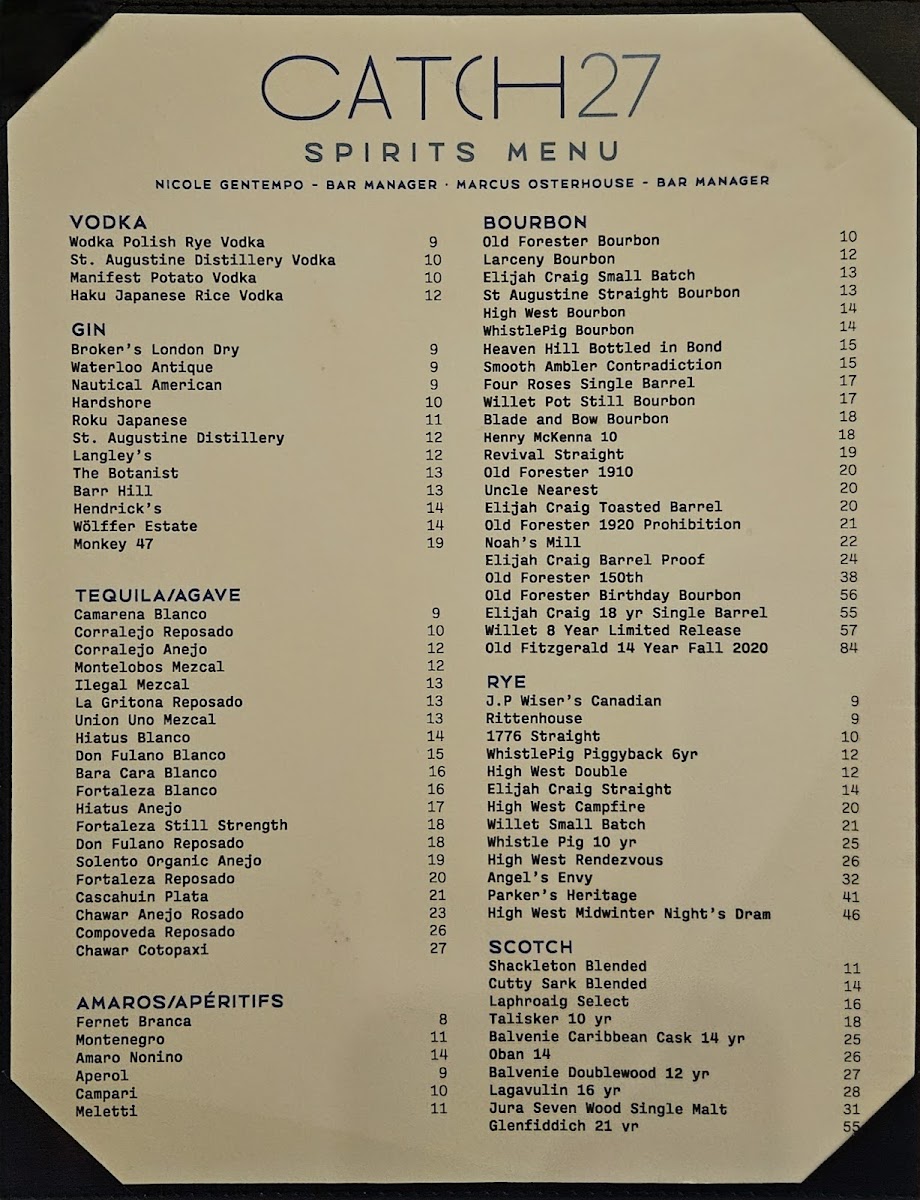 CATCH27
SPIRITS MENU
NICOLE GENTEMPO - BAR MANAGER · MARCUS OSTERHOUSE - BAR MANAGER
VODKA
Wodka Polish Rye Vodka 9
St. Augustine Distillery Vodka 10
Manifest Potato Vodka 10
Haku Japanese Rice Vodka 12
GIN
Broker's London Dry 9
Waterloo Antique 9
Nautical American 9
Hardshore 10
Roku Japanese 11
St. Augustine Distillery 12
Langley's 12
The Botanist 13
Barr Hill 13
Hendrick's 14
Wölffer Estate 14
Monkey 47 19
TEQUILA/AGAVE
Camarena Blanco 9
Corralejo Reposado 10
Corralejo Anejo 12
Montelobos Mezcal 12
Ilegal Mezcal 13
La Gritona Reposado 13
Union Uno Mezcal 13
Hiatus Blanco 14
Don Fulano Blanco 15
Bara Cara Blanco 16
Fortaleza Blanco 16
Hiatus Anejo 17
Fortaleza Still Strength 18
Don Fulano Reposado 18
Solento Organic Anejo 19
Fortaleza Reposado 20
Cascahuin Plata 21
Chawar Anejo Rosado 23
Compoveda Reposado 26
Chawar Cotopaxi 27
AMAROS/APÉRITIFS
Fernet Branca 8
Montenegro 11
Amaro Nonino 14
Aperol 9
Campari 10
Meletti 11
BOURBON
Old Forester Bourbon 10
Larceny Bourbon 12
Elijah Craig Small Batch 13
St Augustine Straight Bourbon 13
High West Bourbon 14
WhistlePig Bourbon 14
Heaven Hill Bottled in Bond 15
Smooth Ambler Contradiction 15
Four Roses Single Barrel 17
Willet Pot Still Bourbon 17
Blade and Bow Bourbon 18
Henry McKenna 10 18
Revival Straight 19
Old Forester 1910 20
Uncle Nearest 20
Elijah Craig Toasted Barrel 20
Old Forester 1920 Prohibition 21
Noah's Mill 22
Elijah Craig Barrel Proof 24
Old Forester 150th 38
Old Forester Birthday Bourbon 56
Elijah Craig 18 yr Single Barrel 55
Willet 8 Year Limited Release 57
Old Fitzgerald 14 Year Fall 2020 84
RYE
J.P Wiser's Canadian 9
Rittenhouse 9
1776 Straight 10
WhistlePig Piggyback 6yr 12
High West Double 12
Elijah Craig Straight 14
High West Campfire 20
Willet Small Batch 21
Whistle Pig 10 yr 25
High West Rendezvous 26
Angel's Envy 32
Parker's Heritage 41
High West Midwinter Night's Dram 46
SCOTCH
Shackleton Blended 11
Cutty Sark Blended 14
Laphroaig Select 16
Talisker 10 yr 18
Balvenie Caribbean Cask 14 yr 25
Oban 14 26
Balvenie Doublewood 12 yr 27
Lagavulin 16 yr 28
Jura Seven Wood Single Malt 31
Glenfiddich 21 yr 55